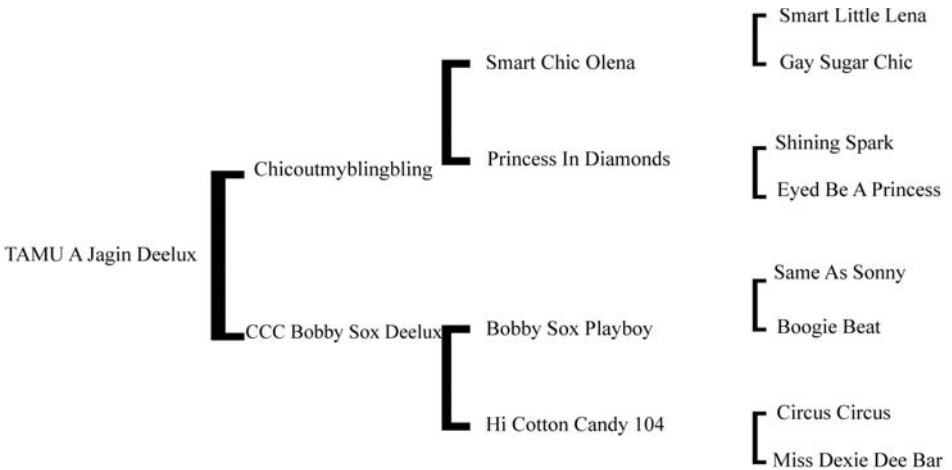 Smart Little Lena
Smart Chic Olena
Gay Sugar Chic
Shining Spark
Princess In Diamonds
Chicoutmyblingbling
Eyed Be A Princess
TAMU A Jagin Deelux
Same As Sonny
CCC Bobby Sox Deelux
Bobby Sox Playboy
Boogie Beat
Circus Circus
Hi Cotton Candy 104
Miss Dexie Dee Bar